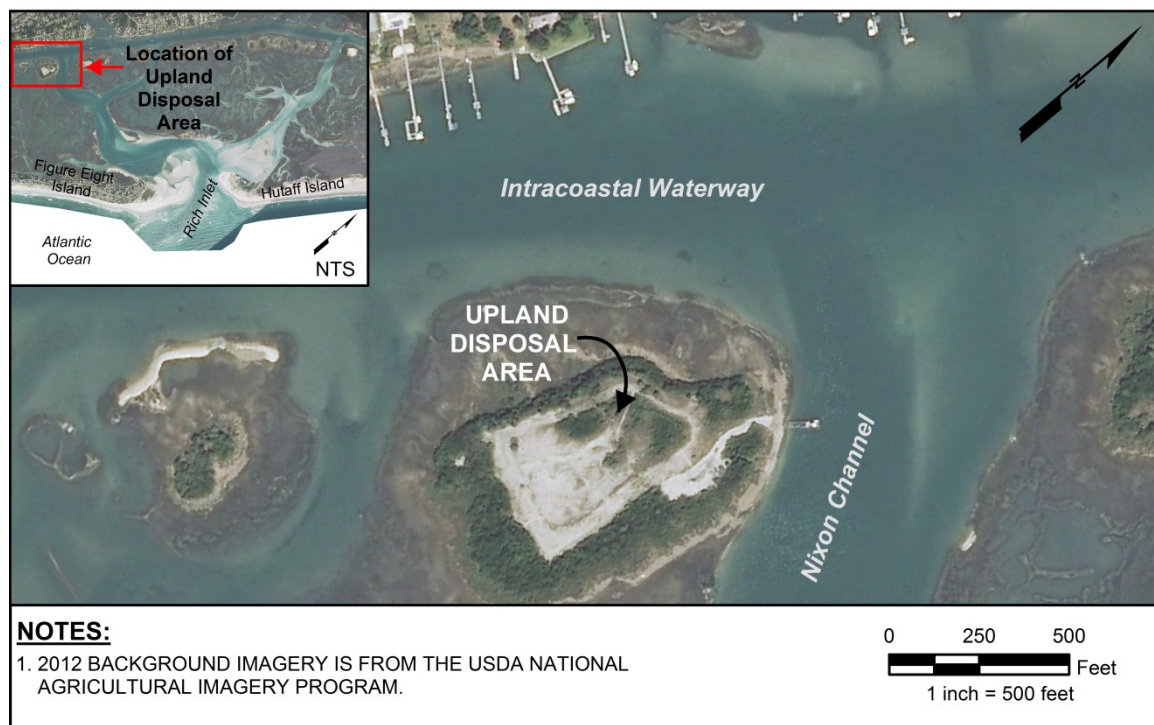 Location of
Upland
Disposal
Area
Figure Eight
Island
Rich Inlet
Hutaff Island
Atlantic
Ocean
N
NTS
N
Intracoastal Waterway
UPLAND
DISPOSAL
AREA
Nixon Channel
NOTES:
1. 2012 BACKGROUND IMAGERY IS FROM THE USDA NATIONAL
AGRICULTURAL IMAGERY PROGRAM.
0 250 500
Feet
1 inch = 500 feet